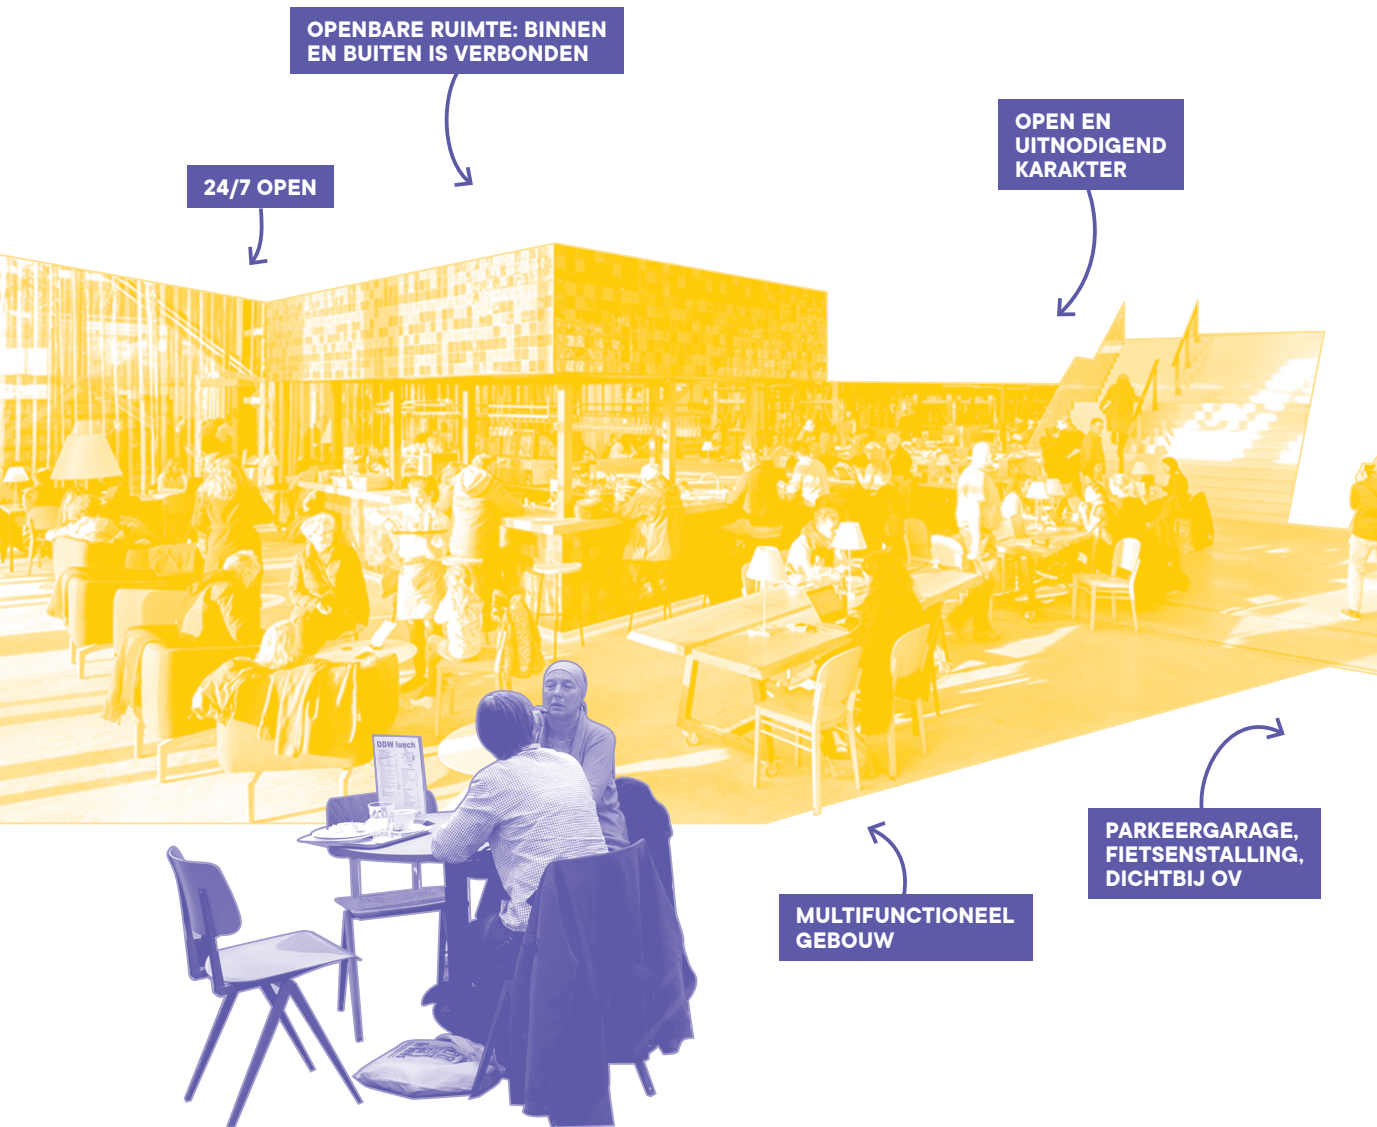 OPENBARE RUIMTE: BINNEN
EN BUITEN IS VERBONDEN
OPEN EN
UITNODIGEND
KARAKTER
24/7 OPEN
DDW lunch
PARKEERGARAGE,
FIETSENSTALLING,
DICHTBIJ OV
MULTIFUNCTIONEEL
GEBOUW